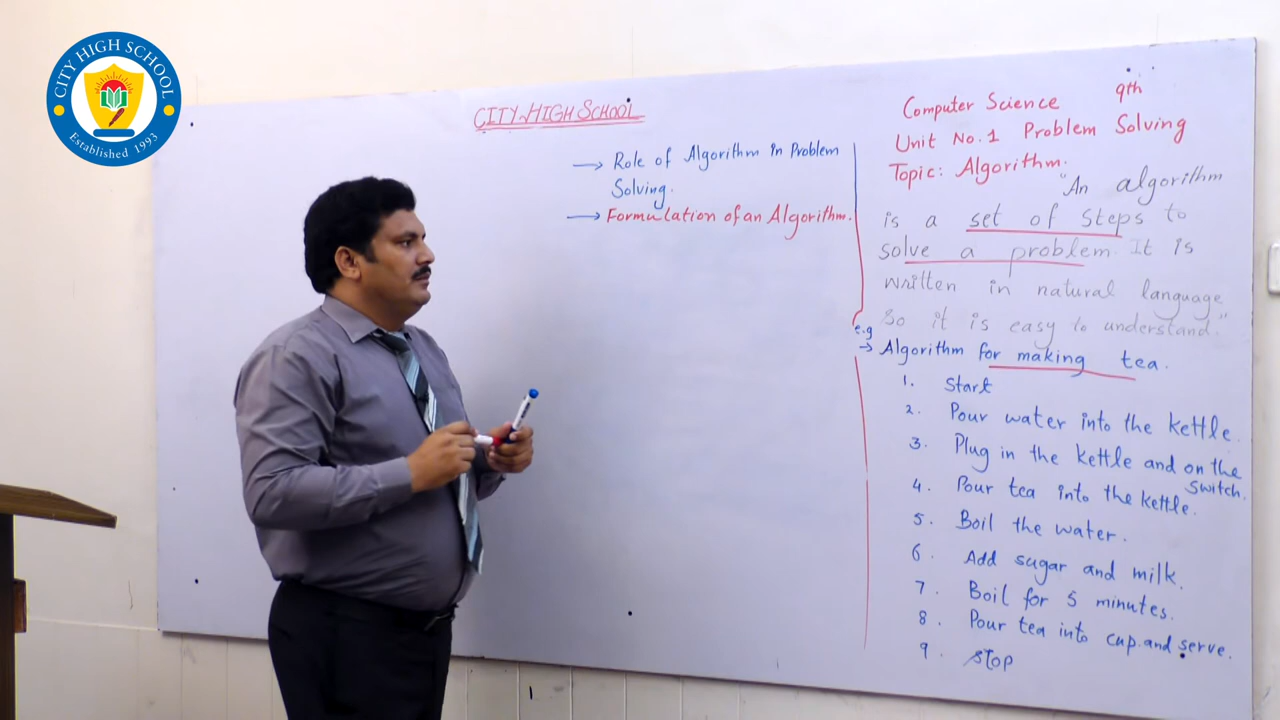 CITY HIGH SCHOOL
Established 1993
CITY HIGH SCHOOL
→ Role of Algorithm in Problem
Solving.
→ Formulation of an Algorithm.
Computer Science 9th
Unit No.1 Problem Solving
Topic: Algorithm.
"An algorithm
is a set of steps to
solve a problem. It is
written in natural language
So it is easy to understand."
e.g
→ Algorithm for making tea.
1. Start
2. Pour water into the kettle.
3. Plug in the kettle and on the
switch.
4. Pour tea into the kettle.
5. Boil the water.
6. Add sugar and milk.
7. Boil for 5 minutes.
8. Pour tea into cup.and serve.
9. Stop